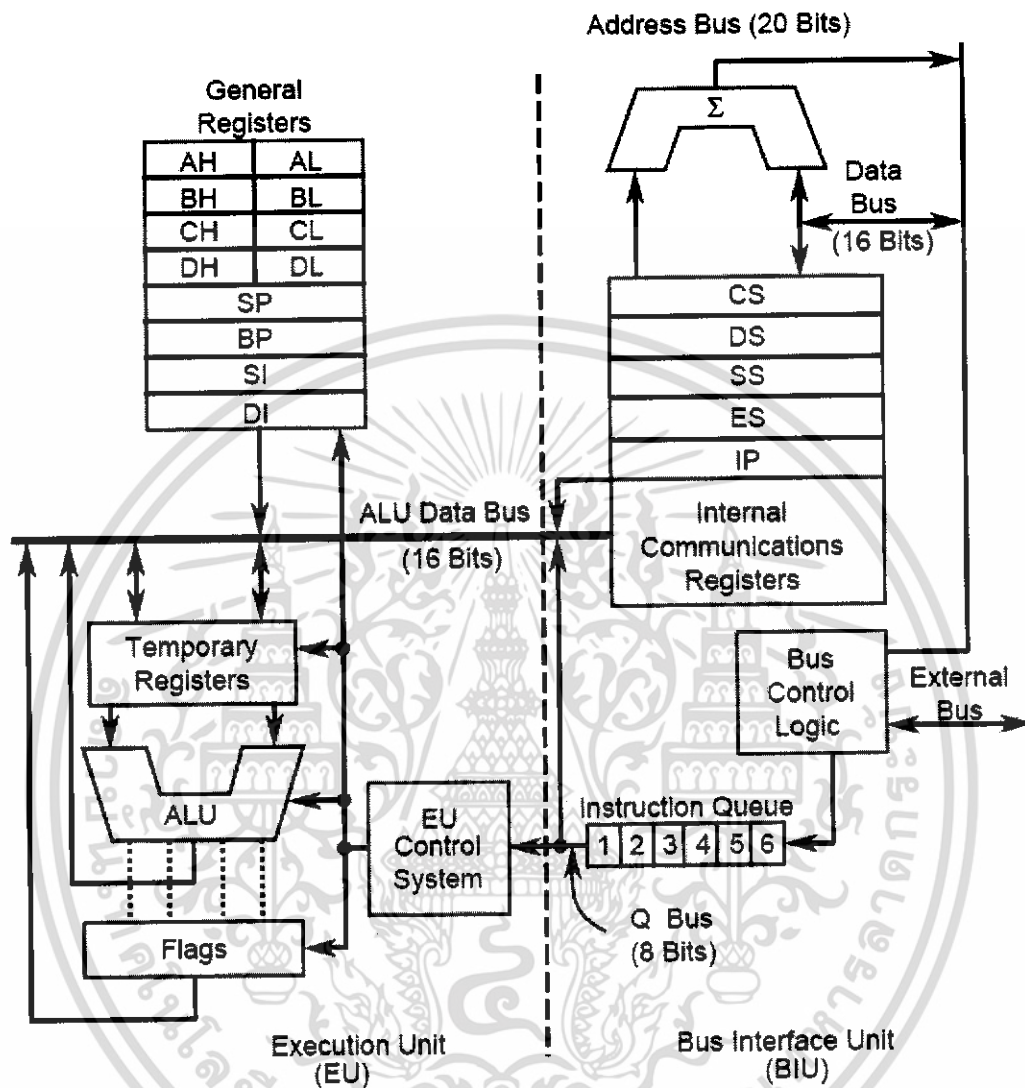 Address Bus (20 Bits)
General
Registers
AH AL
BH BL
CH CL
DH DL
SP
BP
SI
DI
Σ
Data
Bus
(16 Bits)
CS
DS
SS
ES
IP
Internal
Communications
Registers
ALU Data Bus
(16 Bits)
Temporary
Registers
ALU
Flags
EU
Control
System
Bus
Control
Logic
External
Bus
Instruction Queue
1 2 3 4 5 6
Q Bus
(8 Bits)
Execution Unit
(EU)
Bus Interface Unit
(BIU)